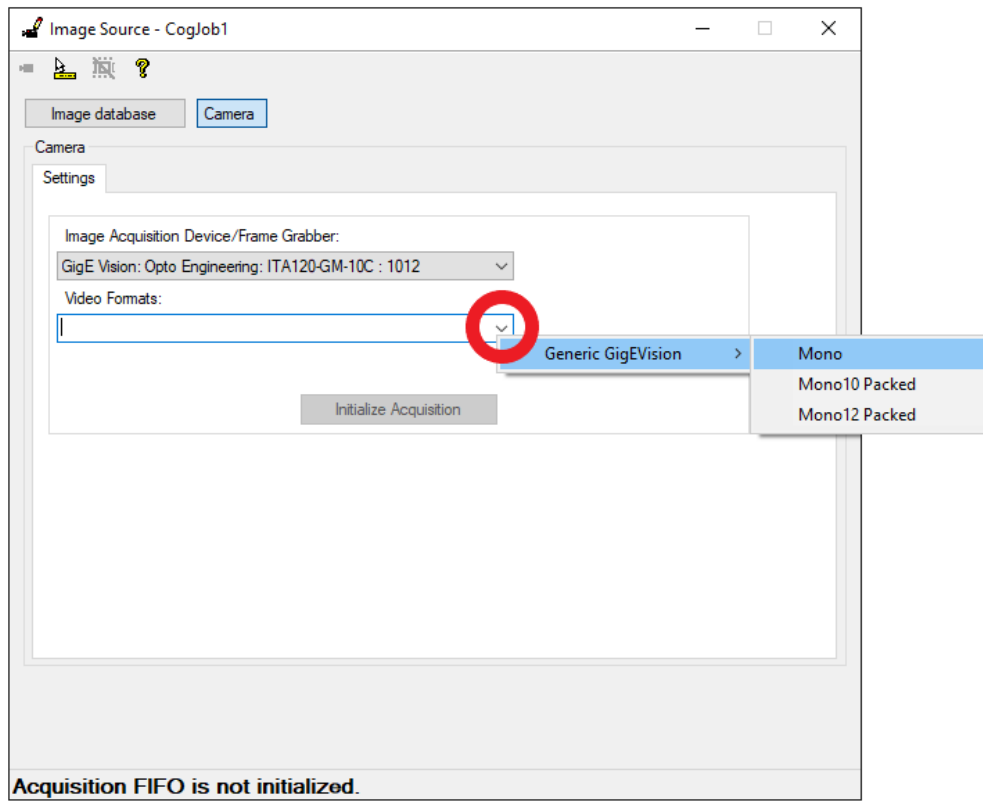 Image Source - CogJob1
Image database
Camera
Camera
Settings
Image Acquisition Device/Frame Grabber:
GigE Vision: Opto Engineering: ITA120-GM-10C : 1012
Video Formats:
Generic GigEVision
Mono
Mono10 Packed
Mono12 Packed
Initialize Acquisition
Acquisition FIFO is not initialized.